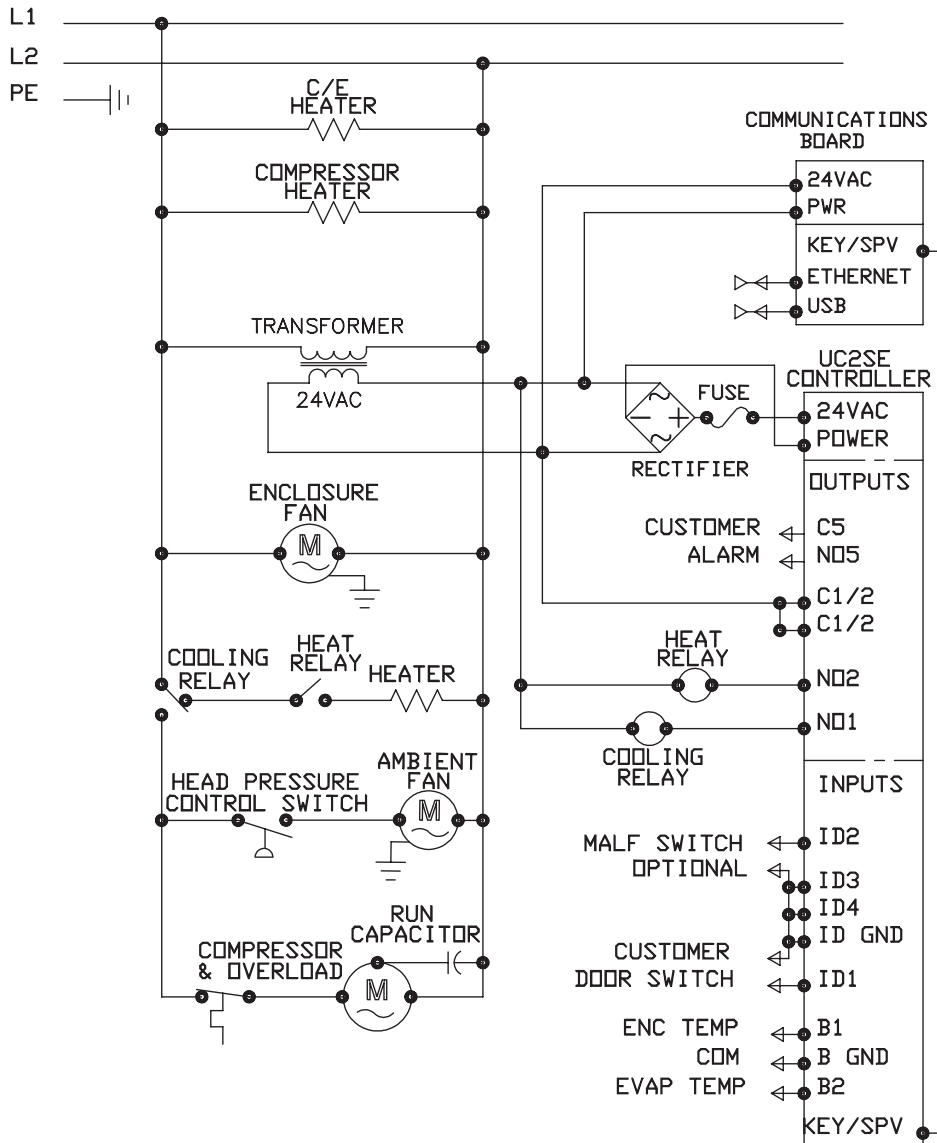 L1
L2
PE
C/E
HEATER
COMPRESSOR
HEATER
TRANSFORMER
24VAC
ENCLOSURE
FAN
M
COOLING
RELAY
HEAT
RELAY
HEATER
HEAD PRESSURE
CONTROL SWITCH
AMBIENT
FAN
M
RUN
CAPACITOR
COMPRESSOR
& OVERLOAD
M
COMMUNICATIONS
BOARD
24VAC
PWR
KEY/SPV
ETHERNET
USB
UC2SE
CONTROLLER
FUSE
24VAC
POWER
RECTIFIER
OUTPUTS
CUSTOMER
ALARM
C5
NO5
C1/2
C1/2
HEAT
RELAY
NO2
NO1
COOLING
RELAY
INPUTS
MALF SWITCH
OPTIONAL
ID2
ID3
ID4
ID GND
CUSTOMER
DOOR SWITCH
ID1
ENC TEMP
B1
COM
B GND
EVAP TEMP
B2
KEY/SPV